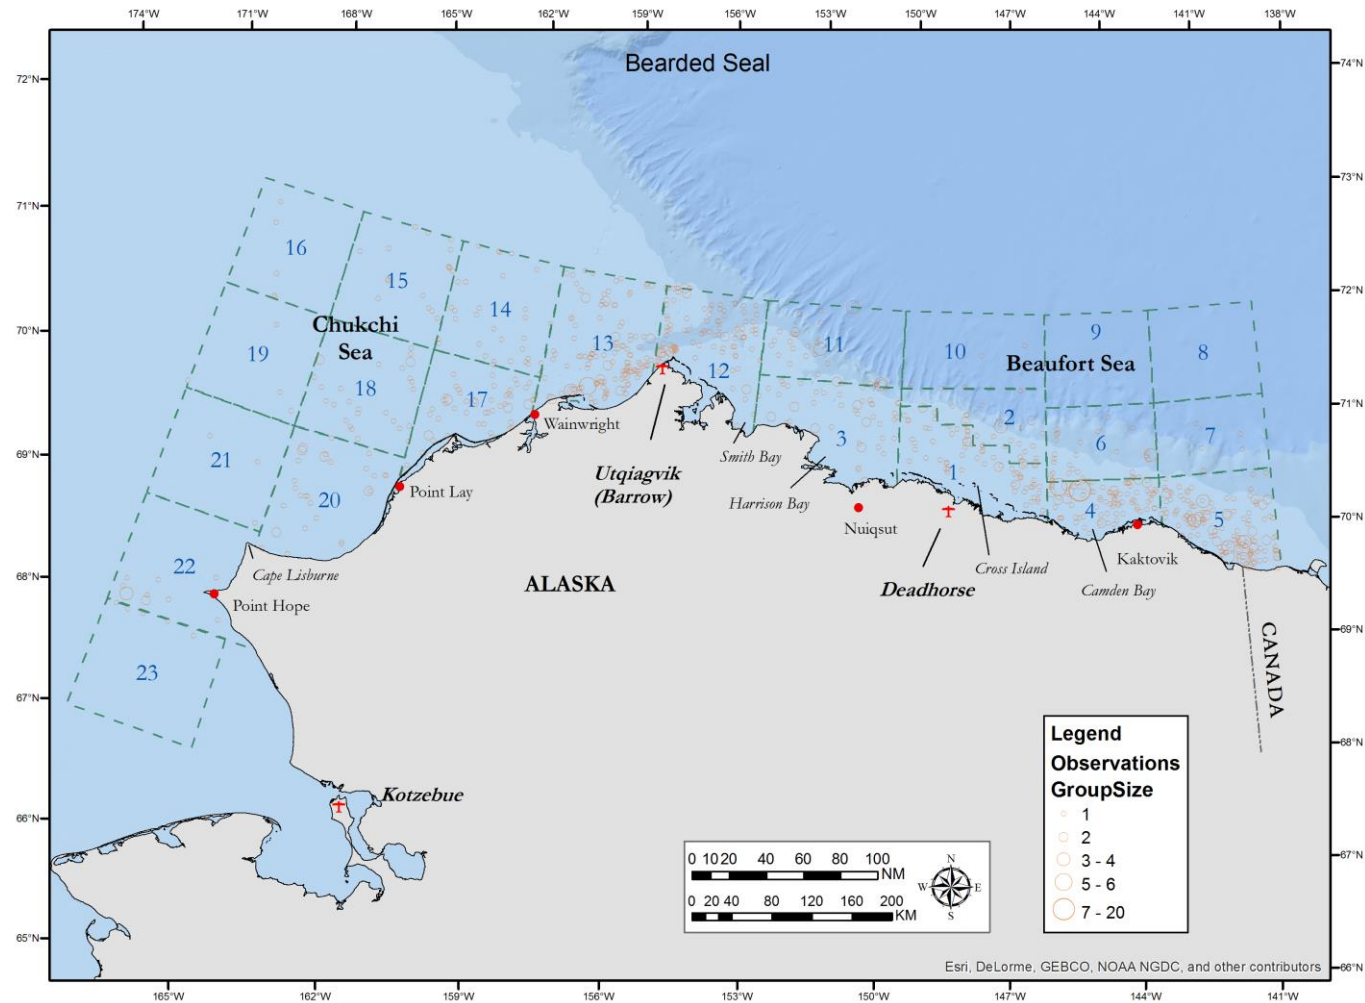 174°W 171°W 168°W 165°W 162°W 159°W 156°W 153°W 150°W 147°W 144°W 141°W 138°W
Bearded Seal
72°N
74°N
73°N
71°N
16
15
14
72°N
70°N
Chukchi
Sea
13
11
10
9
8
19
12
Beaufort Sea
18
17
71°N
2
Wainwright
69°N
21
3
6
7
Smith Bay
Utqiagvik
(Barrow)
20
Point Lay
1
Harrison Bay
4
5
70°N
Nuiqsut
Kaktovik
22
Cape Lisburne
Cross Island
68°N
ALASKA
Deadhorse
Camden Bay
Point Hope
69°N
CANADA
23
67°N
Legend
68°N
Observations
GroupSize
Kotzebue
1
66°N
2
0 10 20 40 60 80 100
NM
N
W E
S
67°N
3 - 4
5 - 6
0 20 40 80 120 160 200
KM
7 - 20
65°N
Esri, DeLorme, GEBCO, NOAA NGDC, and other contributors
66°N
165°W 162°W 159°W 156°W 153°W 150°W 147°W 144°W 141°W